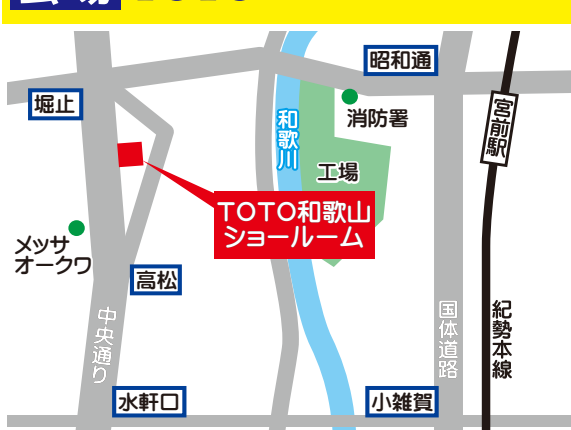 昭和通
堀止
宮前駅
消防署
和歌川
工場
TOTO和歌山
ショールーム
メッサ
オークワ
高松
中央通り
国体道路
紀勢本線
水軒口
小雑賀